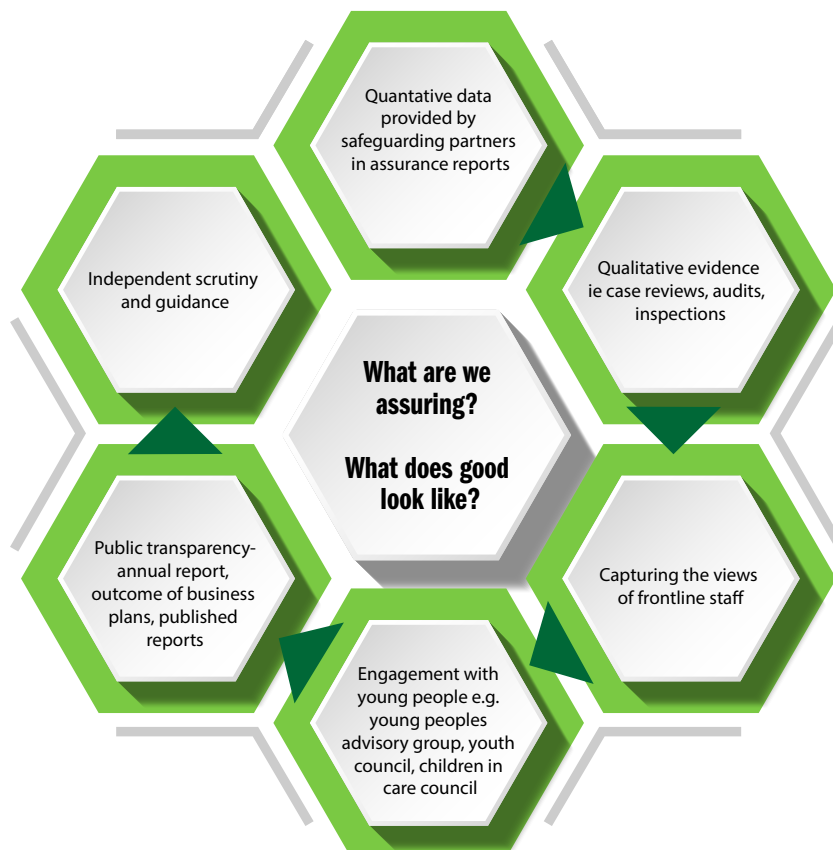 Quantative data
provided by
safeguarding partners
in assurance reports
Qualitative evidence
ie case reviews, audits,
inspections
Capturing the views
of frontline staff
Engagement with
young people e.g.
young peoples
advisory group, youth
council, children in
care council
Public transparency-
annual report,
outcome of business
plans, published
reports
Independent scrutiny
and guidance
What are we
assuring?
What does good
look like?